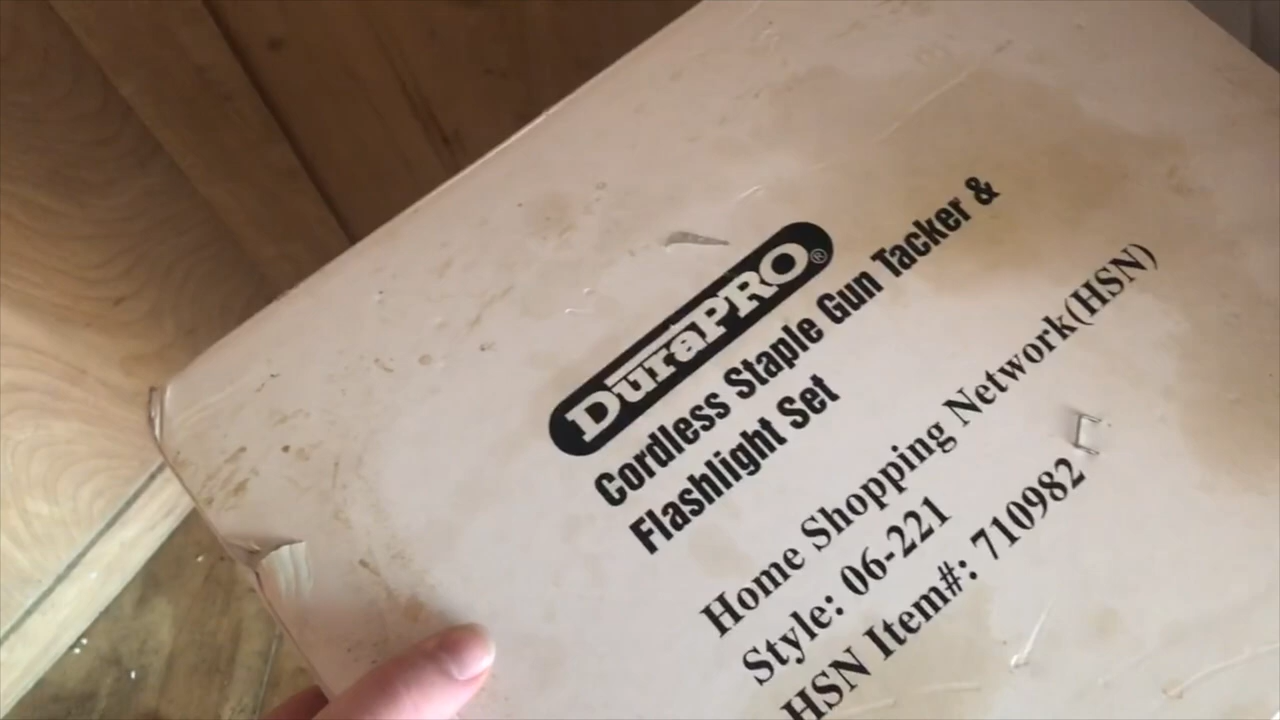 DuraPRO®
Cordless Staple Gun Tacker &
Flashlight Set
Home Shopping Network(HSN)
Style: 06-221
HSN Item#: 710982